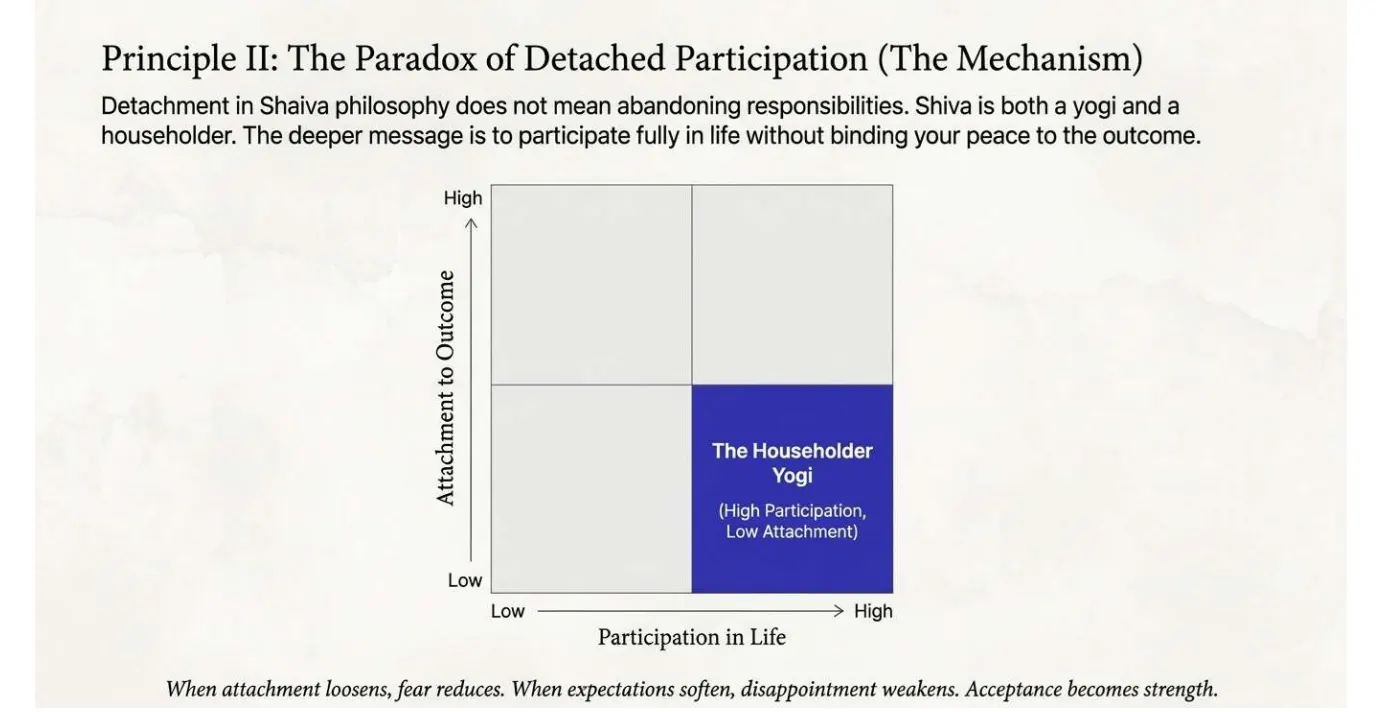 Principle II: The Paradox of Detached Participation (The Mechanism)
Detachment in Shaiva philosophy does not mean abandoning responsibilities. Shiva is both a yogi and a
householder. The deeper message is to participate fully in life without binding your peace to the outcome.
High
Attachment to Outcome
The Householder
Yogi
(High Participation,
Low Attachment)
Low
Low
High
Participation in Life
When attachment loosens, fear reduces. When expectations soften, disappointment weakens. Acceptance becomes strength.